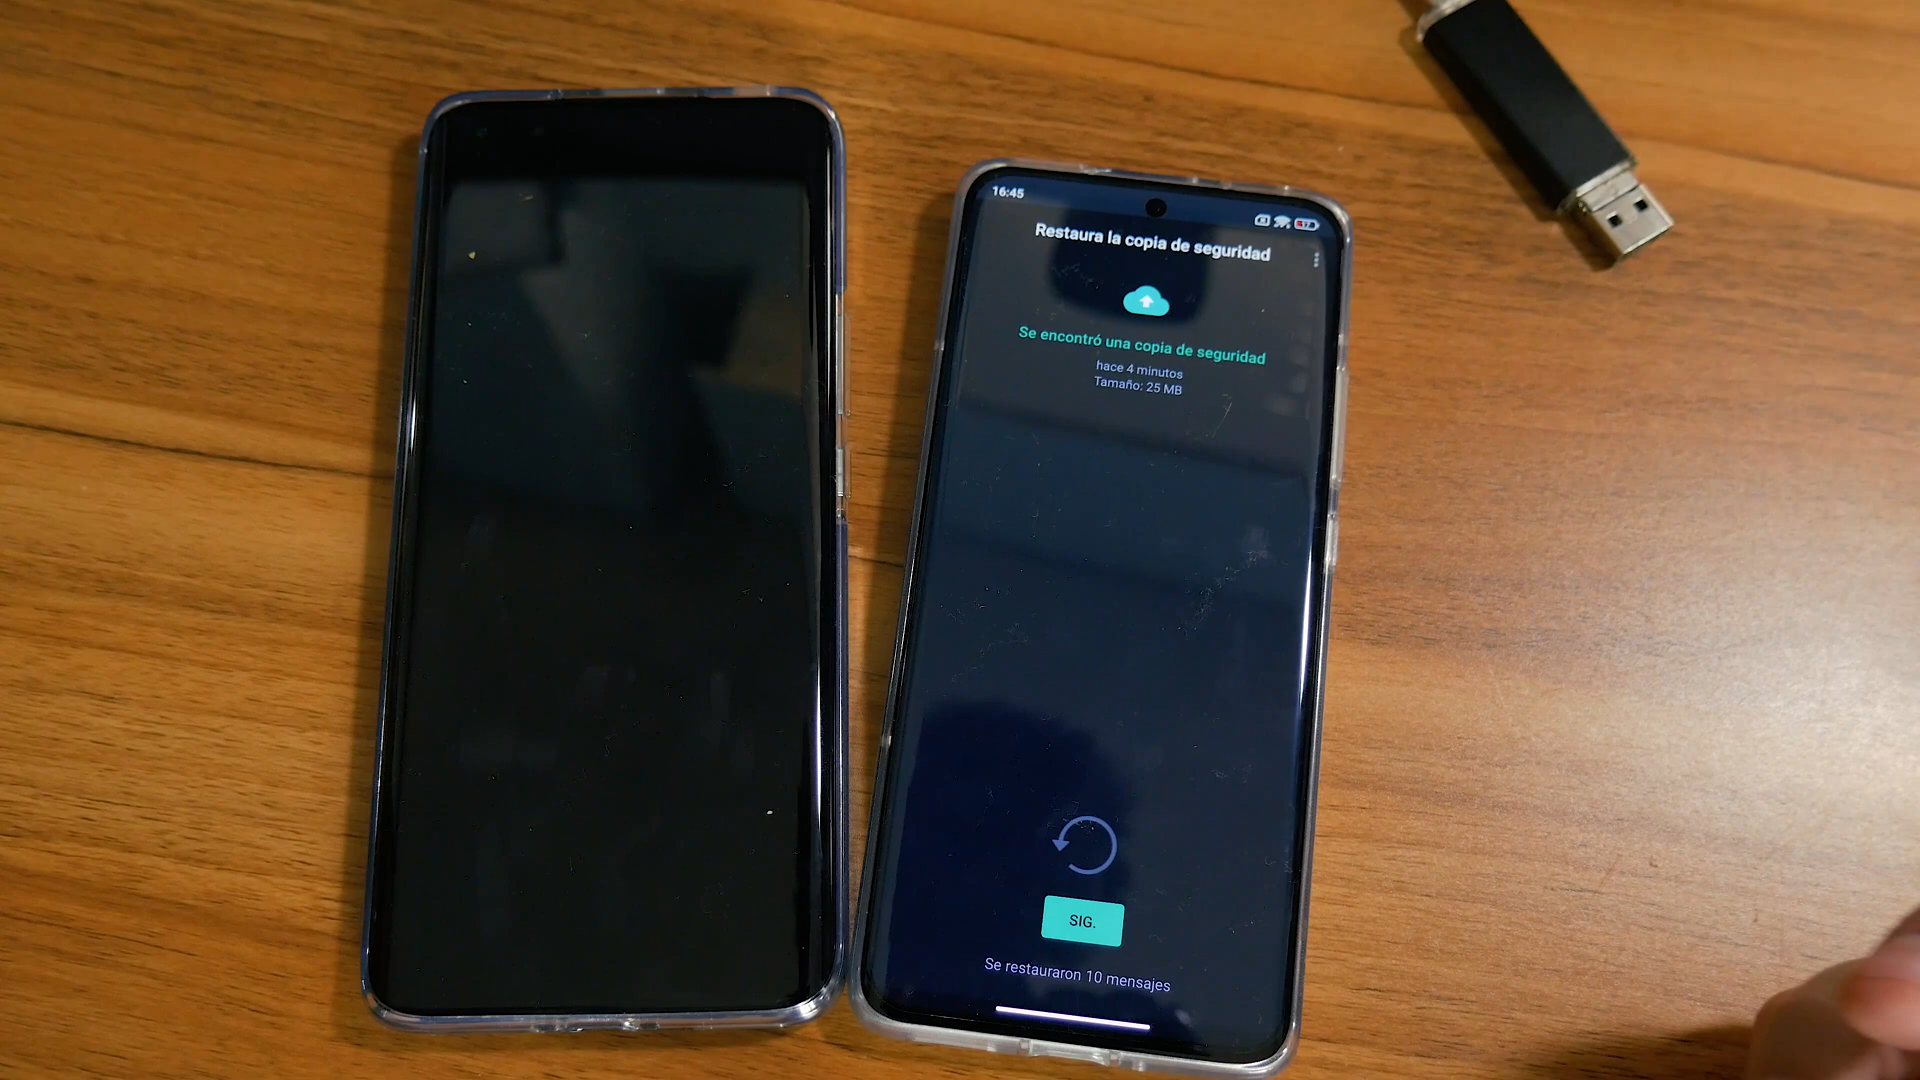 16:45
Restaura la copia de seguridad
Se encontró una copia de seguridad
hace 4 minutos
Tamaño: 25 MB
SIG.
Se restauraron 10 mensajes